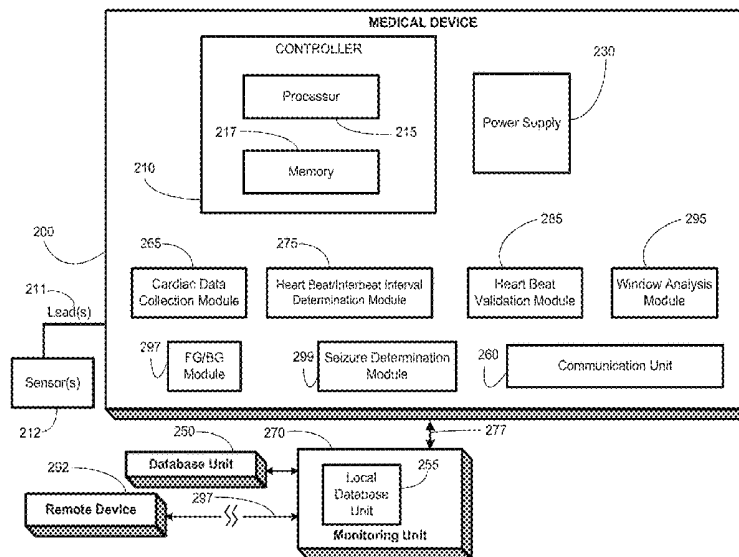 MEDICAL DEVICE
CONTROLLER
Processor
215
217
Memory
210
230
Power Supply
200
265
275
285
295
Cardiac Data
Collection Module
Heart Beat/Interbeat Interval
Determination Module
Heart Beat
Validation Module
Window Analysis
Module
211
Lead(s)
297
FG/BG
Module
299
Seizure Determination
Module
260
Communication Unit
Sensor(s)
212
250
270
277
Database Unit
292
255
Local
Database
Unit
297
Remote Device
Monitoring Unit